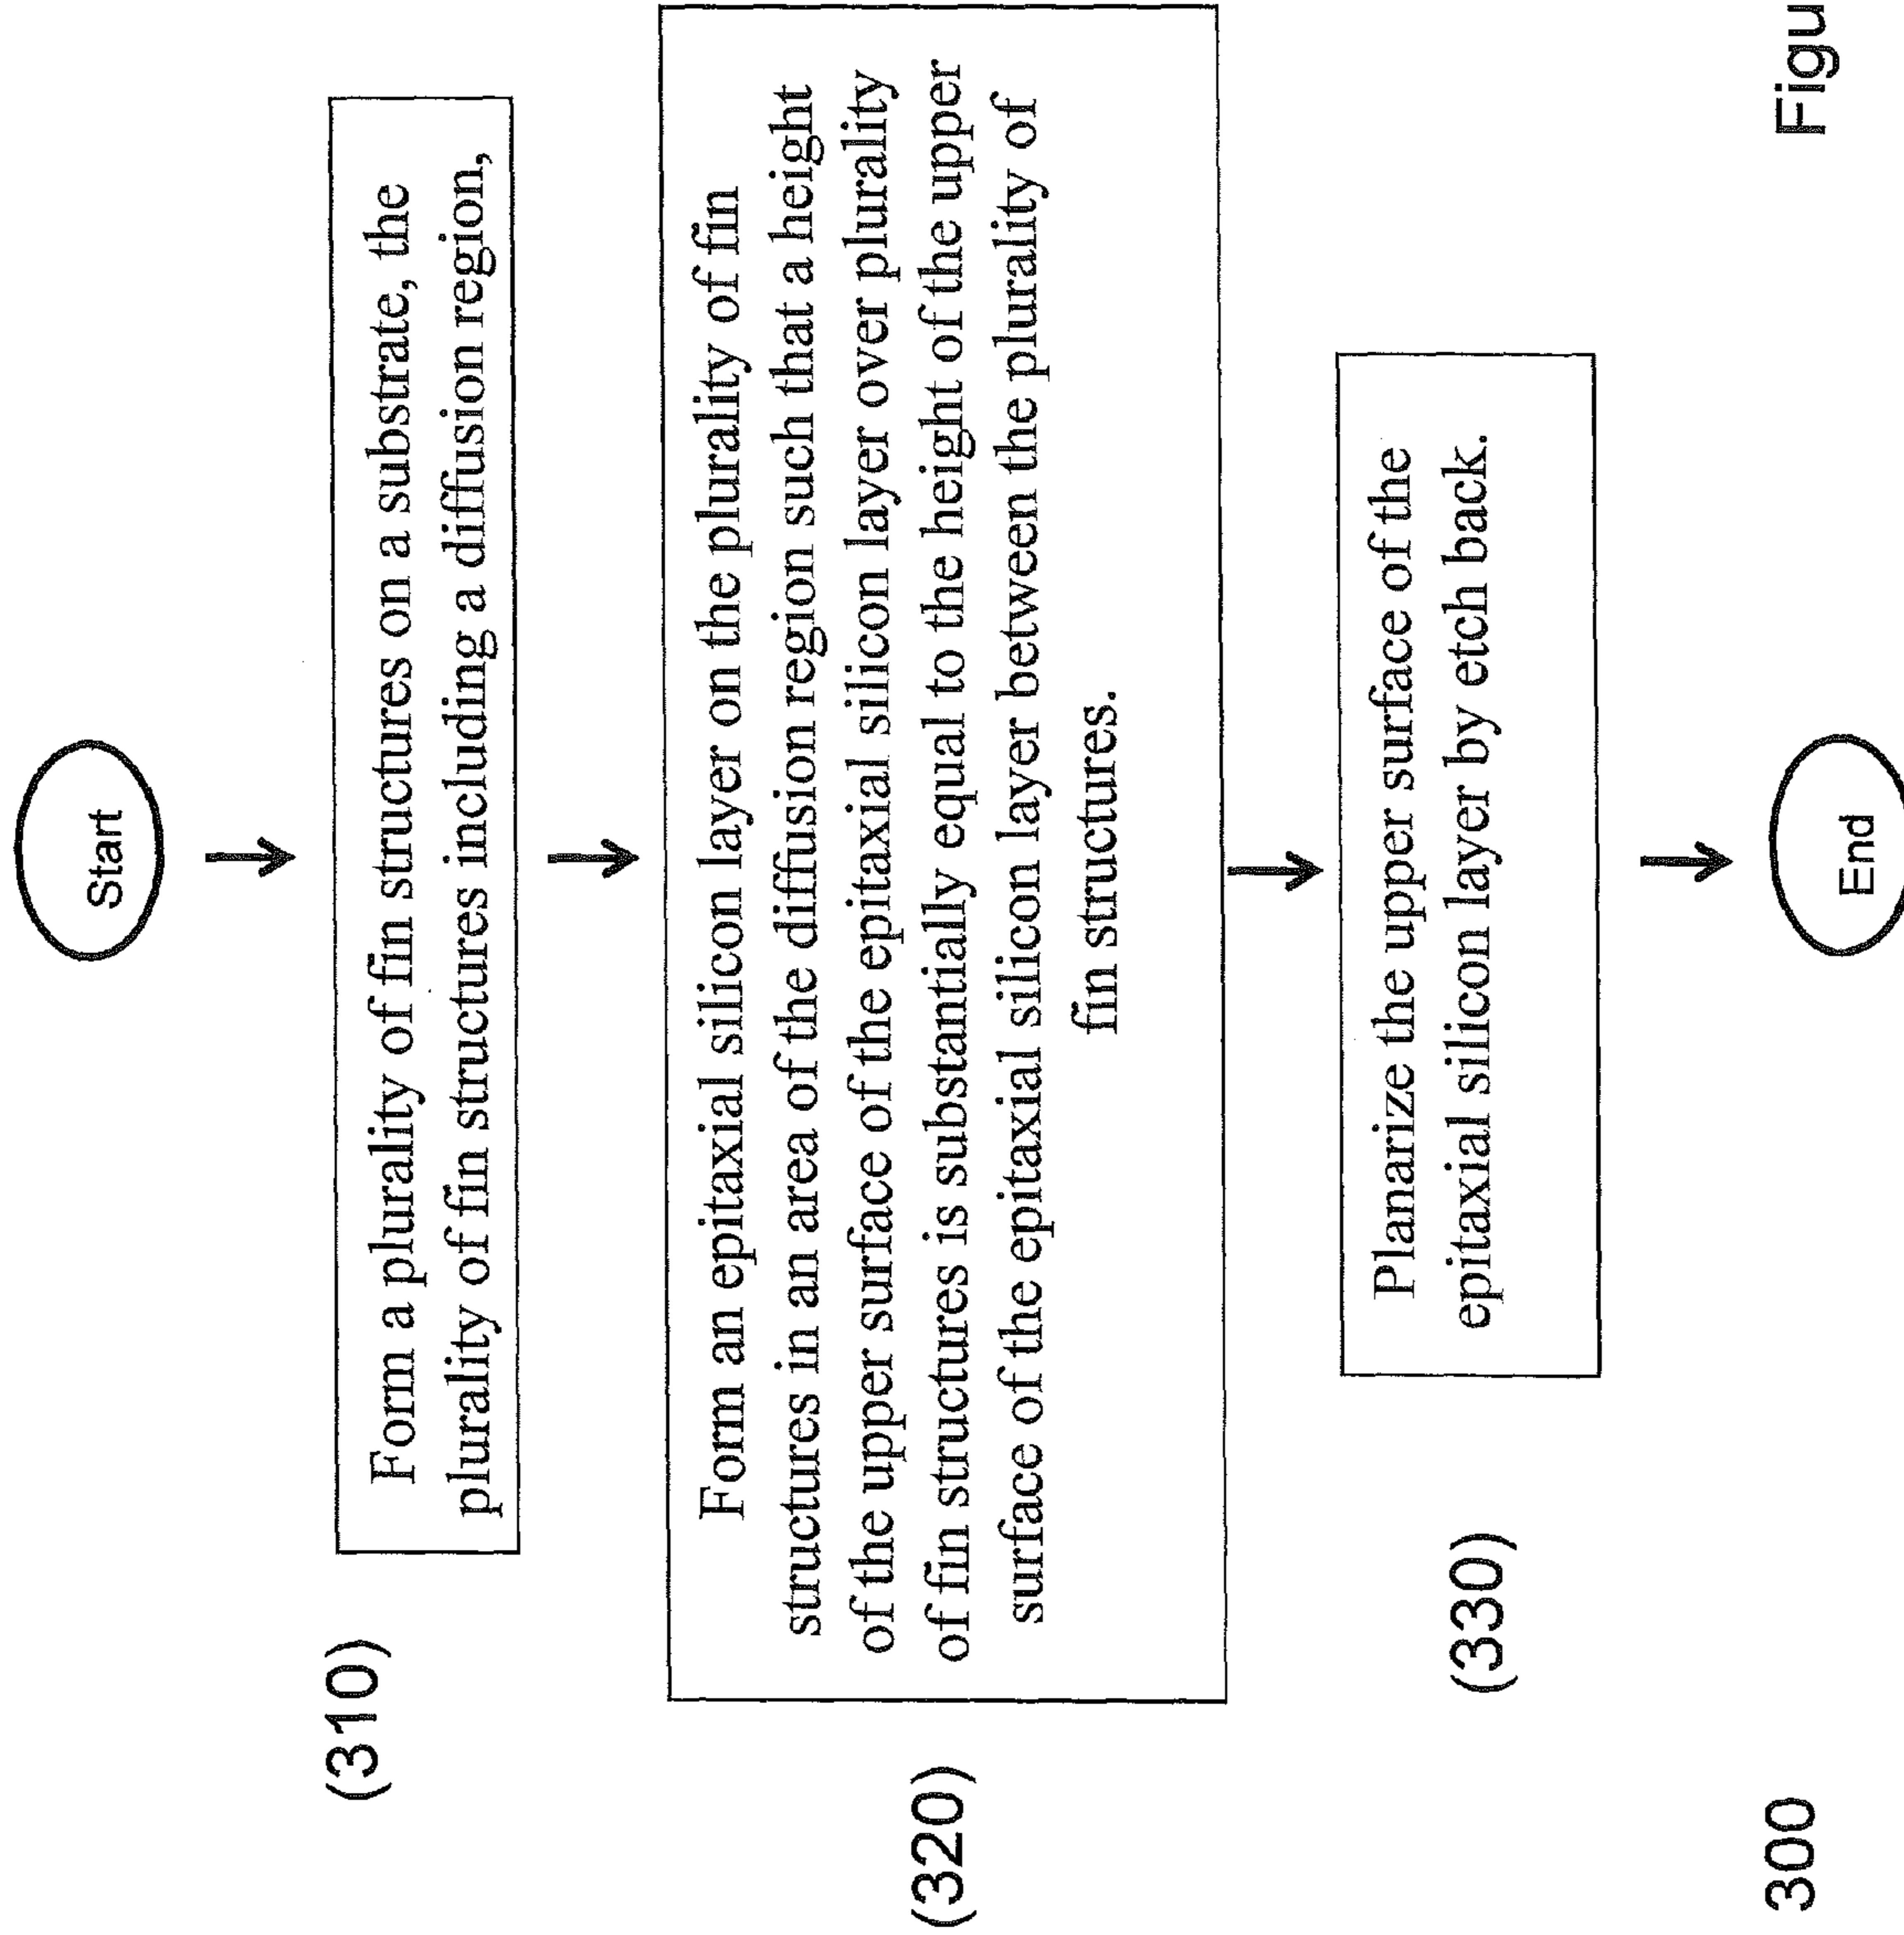 Start
(310)
Form a plurality of fin structures on a substrate, the
plurality of fin structures including a diffusion region,
(320)
Form an epitaxial silicon layer on the plurality of fin
structures in an area of the diffusion region such that a height
of the upper surface of the epitaxial silicon layer over plurality
of fin structures is substantially equal to the height of the upper
surface of the epitaxial silicon layer between the plurality of
fin structures.
(330)
Planarize the upper surface of the
epitaxial silicon layer by etch back.
End
300
Figu